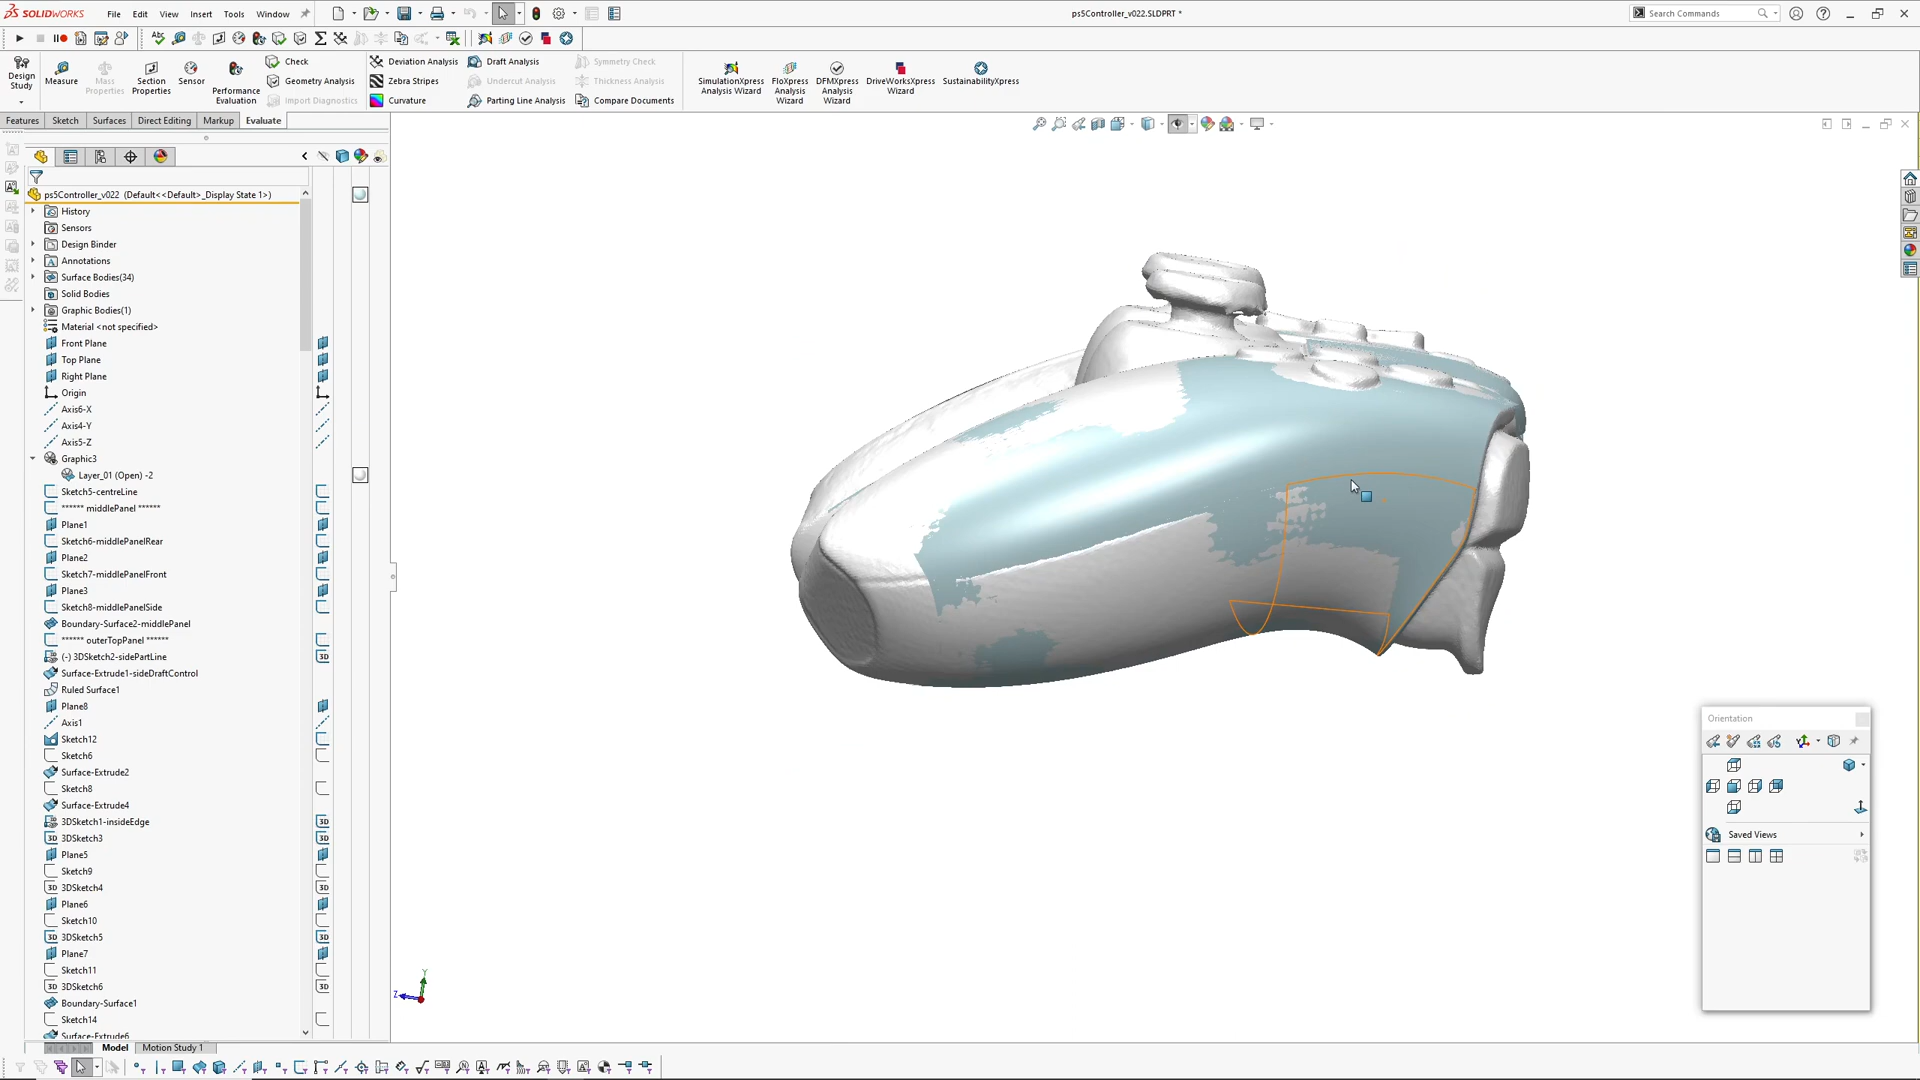 SOLIDWORKS File Edit View Insert Tools Window ps5Controller_v022.SLDPRT * Search Commands
Design Study
Measure
Mass Properties
Section Properties
Sensor
Performance Evaluation
Check
Geometry Analysis
Import Diagnostics
Deviation Analysis
Zebra Stripes
Curvature
Draft Analysis
Undercut Analysis
Parting Line Analysis
Symmetry Check
Thickness Analysis
Compare Documents
SimulationXpress Analysis Wizard
FloXpress Analysis Wizard
DFMXpress Analysis Wizard
DriveWorksXpress Wizard
SustainabilityXpress
Features Sketch Surfaces Direct Editing Markup Evaluate
ps5Controller_v022 (Default<<Default>_Display State 1>)
History
Sensors
Design Binder
Annotations
Surface Bodies(34)
Solid Bodies
Graphic Bodies(1)
Material <not specified>
Front Plane
Top Plane
Right Plane
Origin
Axis6-X
Axis4-Y
Axis5-Z
Graphic3
Layer_01 (Open) -2
Sketch5-centreLine
****** middlePanel ******
Plane1
Sketch6-middlePanelRear
Plane2
Sketch7-middlePanelFront
Plane3
Sketch8-middlePanelSide
Boundary-Surface2-middlePanel
****** outerTopPanel ******
(-) 3DSketch2-sidePartLine
Surface-Extrude1-sideDraftControl
Ruled Surface1
Plane8
Axis1
Sketch12
Sketch6
Surface-Extrude2
Sketch8
Surface-Extrude4
3DSketch1-insideEdge
3DSketch3
Plane5
Sketch9
3DSketch4
Plane6
Sketch10
3DSketch5
Plane7
Sketch11
3DSketch6
Boundary-Surface1
Sketch14
Surface-Extrude6
Orientation
Saved Views
Y
Z
Model Motion Study 1